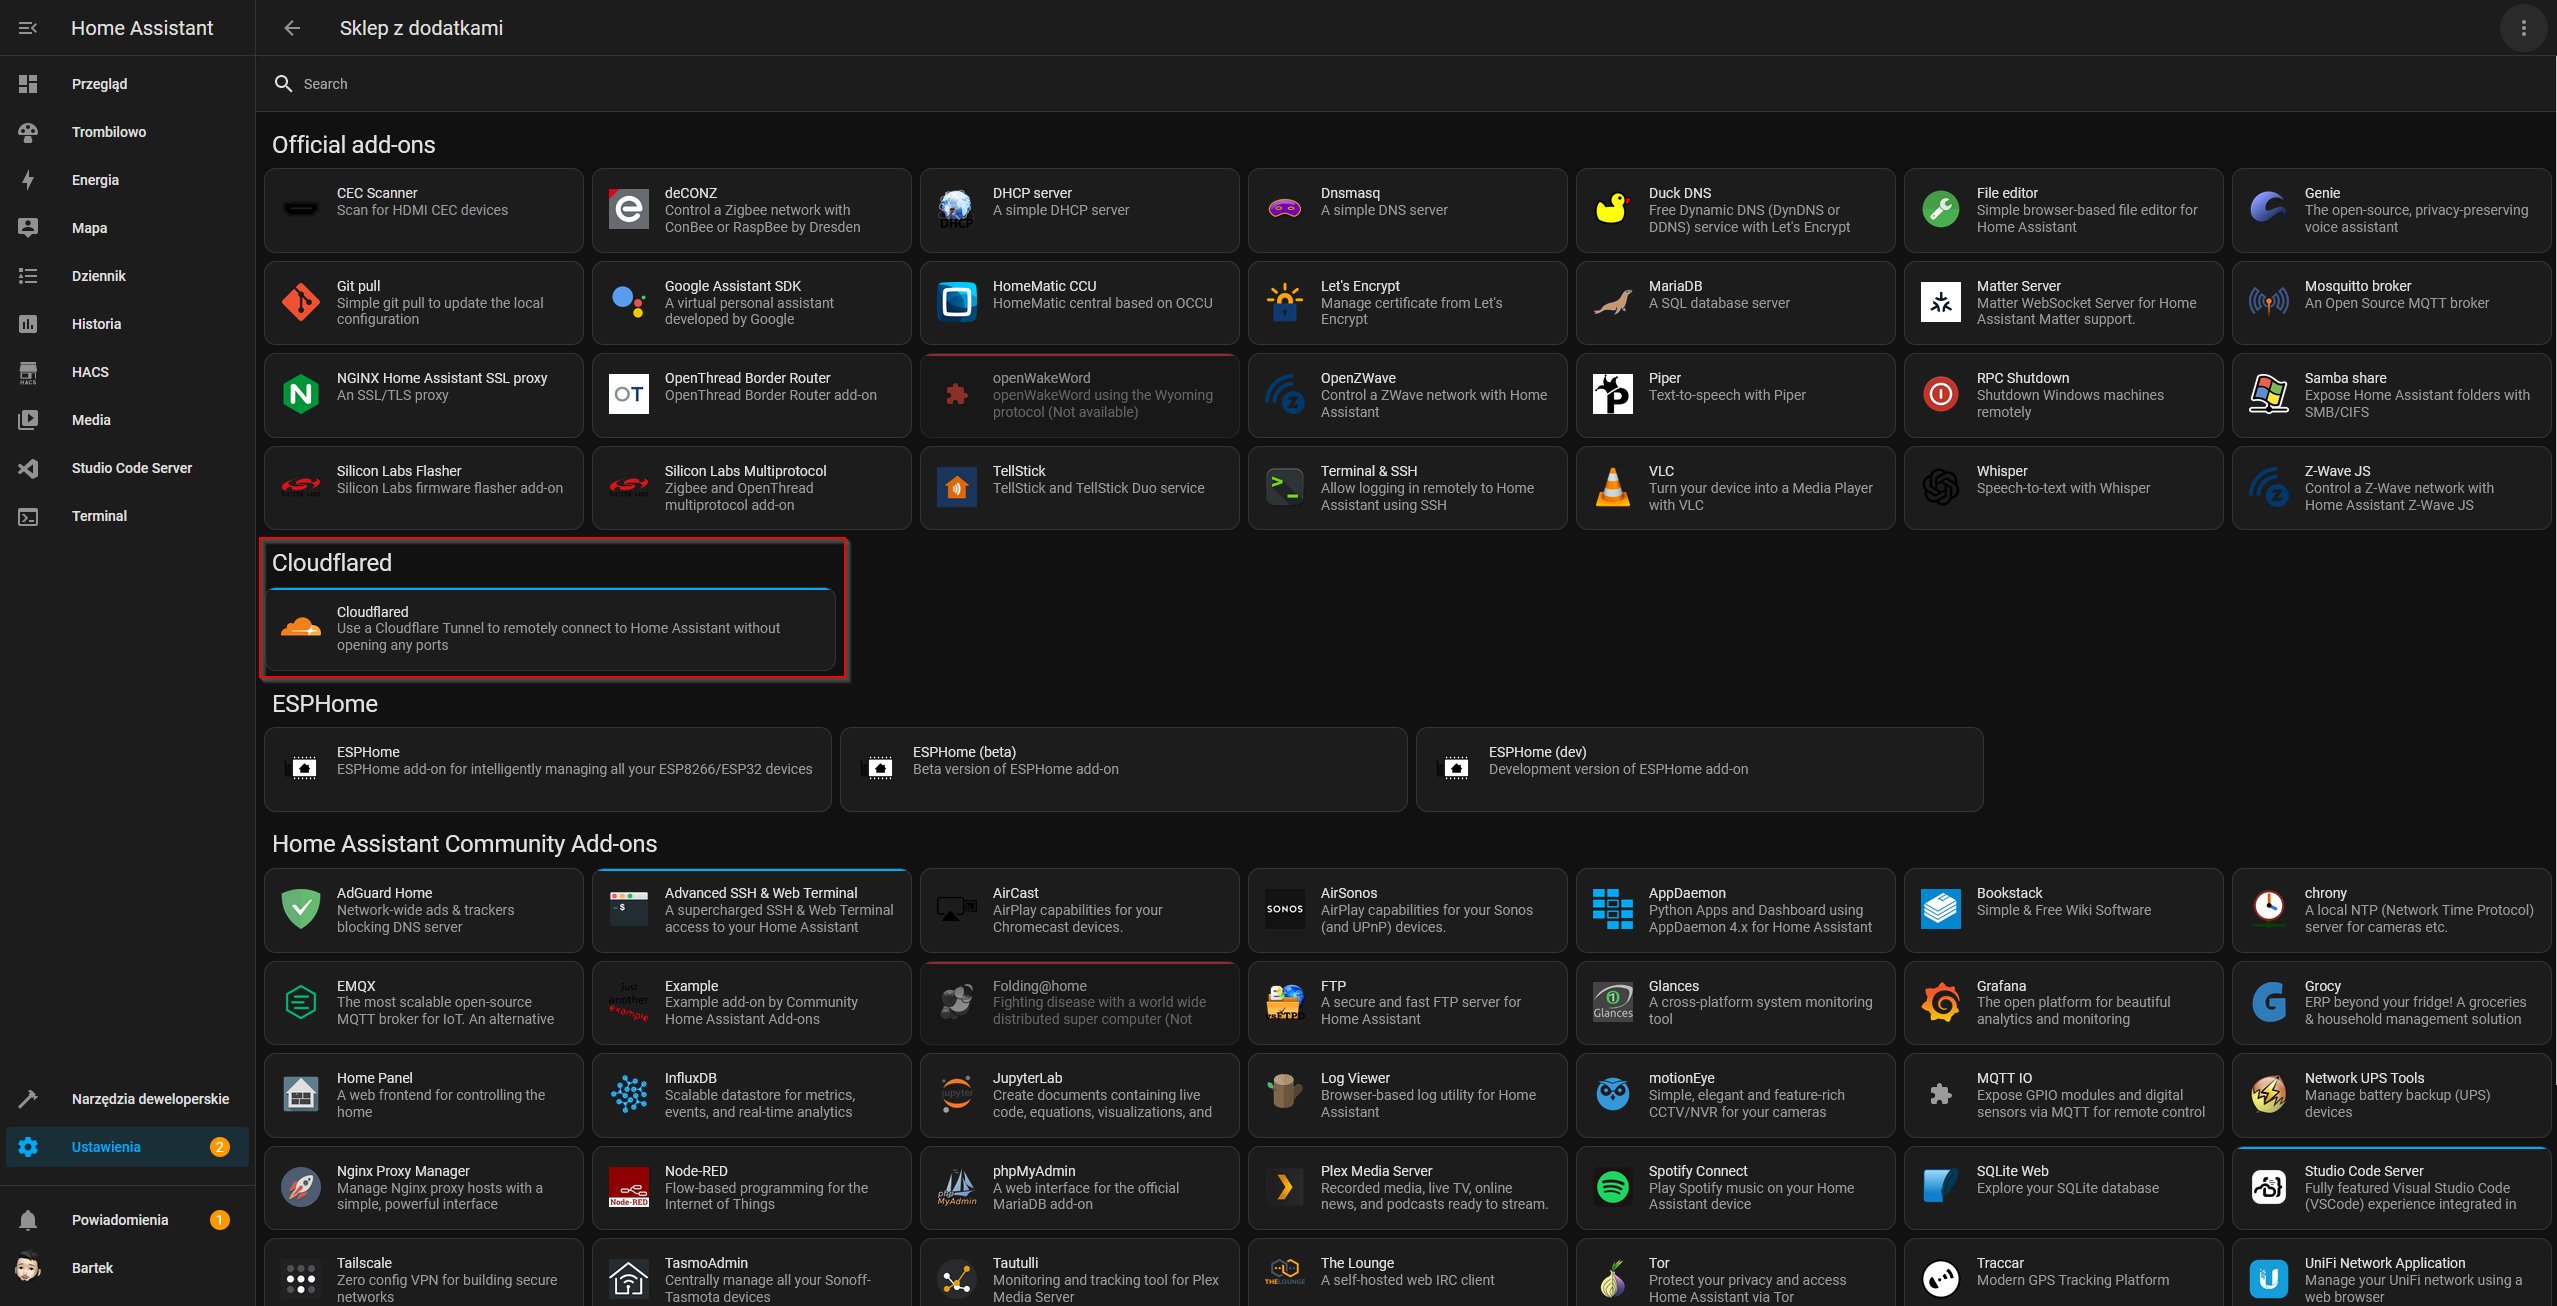 Home Assistant
Sklep z dodatkami
Przegląd
Trombilowo
Energia
Mapa
Dziennik
Historia
HACS
HACS
Media
Studio Code Server
Terminal
Narzędzia deweloperskie
Ustawienia
2
Powiadomienia
1
Bartek
Search
Official add-ons
CEC Scanner
Scan for HDMI CEC devices
deCONZ
Control a Zigbee network with
ConBee or RaspBee by Dresden
DHCP
DHCP server
A simple DHCP server
Dnsmasq
A simple DNS server
Duck DNS
Free Dynamic DNS (DynDNS or
DDNS) service with Let's Encrypt
File editor
Simple browser-based file editor for
Home Assistant
Genie
The open-source, privacy-preserving
voice assistant
Git pull
Simple git pull to update the local
configuration
Google Assistant SDK
A virtual personal assistant
developed by Google
HomeMatic CCU
HomeMatic central based on OCCU
Let's Encrypt
Manage certificate from Let's
Encrypt
MariaDB
A SQL database server
Matter Server
Matter WebSocket Server for Home
Assistant Matter support.
Mosquitto broker
An Open Source MQTT broker
N
NGINX Home Assistant SSL proxy
An SSL/TLS proxy
OT
OpenThread Border Router
OpenThread Border Router add-on
openWakeWord
openWakeWord using the Wyoming
protocol (Not available)
OpenZWave
Control a ZWave network with Home
Assistant
Piper
Text-to-speech with Piper
RPC Shutdown
Shutdown Windows machines
remotely
Samba share
Expose Home Assistant folders with
SMB/CIFS
SILICON LABS
Silicon Labs Flasher
Silicon Labs firmware flasher add-on
SILICON LABS
Silicon Labs Multiprotocol
Zigbee and OpenThread
multiprotocol add-on
TellStick
TellStick and TellStick Duo service
Terminal & SSH
Allow logging in remotely to Home
Assistant using SSH
VLC
Turn your device into a Media Player
with VLC
Whisper
Speech-to-text with Whisper
Z-Wave JS
Control a Z-Wave network with
Home Assistant Z-Wave JS
Cloudflared
Cloudflared
Use a Cloudflare Tunnel to remotely connect to Home Assistant without
opening any ports
ESPHome
ESPHome
ESPHome add-on for intelligently managing all your ESP8266/ESP32 devices
ESPHome (beta)
Beta version of ESPHome add-on
ESPHome (dev)
Development version of ESPHome add-on
Home Assistant Community Add-ons
AdGuard Home
Network-wide ads & trackers
blocking DNS server
Advanced SSH & Web Terminal
A supercharged SSH & Web Terminal
access to your Home Assistant
AirCast
AirPlay capabilities for your
Chromecast devices.
SONOS
AirSonos
AirPlay capabilities for your Sonos
(and UPnP) devices.
AppDaemon
Python Apps and Dashboard using
AppDaemon 4.x for Home Assistant
Bookstack
Simple & Free Wiki Software
chrony
A local NTP (Network Time Protocol)
server for cameras etc.
EMQX
The most scalable open-source
MQTT broker for IoT. An alternative
just
another
example
Example
Example add-on by Community
Home Assistant Add-ons
Folding@home
Fighting disease with a world wide
distributed super computer (Not
vsFTPD
FTP
A secure and fast FTP server for
Home Assistant
Glances
Glances
A cross-platform system monitoring
tool
Grafana
The open platform for beautiful
analytics and monitoring
Grocy
ERP beyond your fridge! A groceries
& household management solution
Home Panel
A web frontend for controlling the
home
InfluxDB
Scalable datastore for metrics,
events, and real-time analytics
jupyter
JupyterLab
Create documents containing live
code, equations, visualizations, and
Log Viewer
Browser-based log utility for Home
Assistant
motionEye
Simple, elegant and feature-rich
CCTV/NVR for your cameras
MQTT IO
Expose GPIO modules and digital
sensors via MQTT for remote control
Network UPS Tools
Manage battery backup (UPS)
devices
Nginx Proxy Manager
Manage Nginx proxy hosts with a
simple, powerful interface
Node-RED
Node-RED
Flow-based programming for the
Internet of Things
php
MyAdmin
phpMyAdmin
A web interface for the official
MariaDB add-on
Plex Media Server
Recorded media, live TV, online
news, and podcasts ready to stream.
Spotify Connect
Play Spotify music on your Home
Assistant device
SQLite Web
Explore your SQLite database
Studio Code Server
Fully featured Visual Studio Code
(VSCode) experience integrated in
Tailscale
Zero config VPN for building secure
networks
TasmoAdmin
Centrally manage all your Sonoff-
Tasmota devices
Tautulli
Monitoring and tracking tool for Plex
Media Server
THELOUNGE
The Lounge
A self-hosted web IRC client
Tor
Protect your privacy and access
Home Assistant via Tor
Traccar
Modern GPS Tracking Platform
UniFi Network Application
Manage your UniFi network using a
web browser